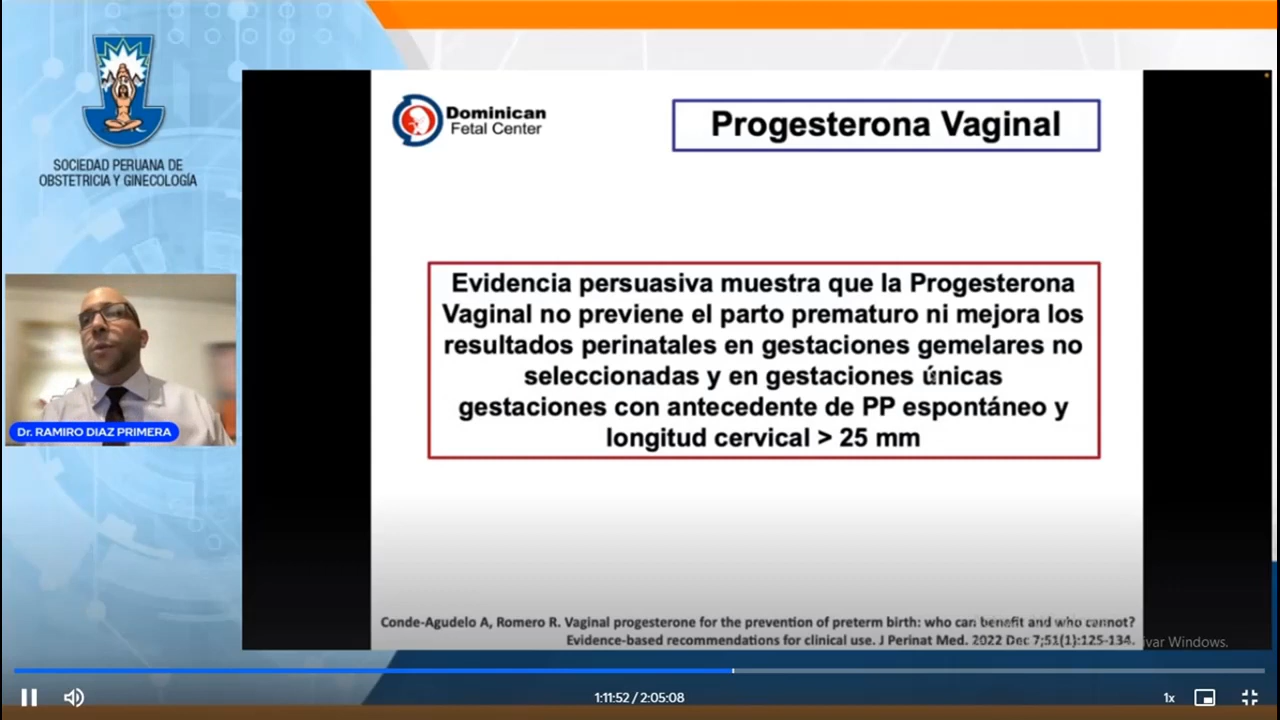 SOCIEDAD PERUANA DE
OBSTETRICIA Y GINECOLOGÍA
Dr. RAMIRO DIAZ PRIMERA
Dominican
Fetal Center
Progesterona Vaginal
Evidencia persuasiva muestra que la Progesterona
Vaginal no previene el parto prematuro ni mejora los
resultados perinatales en gestaciones gemelares no
seleccionadas y en gestaciones únicas
gestaciones con antecedente de PP espontáneo y
longitud cervical > 25 mm
Conde-Agudelo A, Romero R. Vaginal progesterone for the prevention of preterm birth: who can benefit and who cannot?
Evidence-based recommendations for clinical use. J Perinat Med. 2022 Dec 7;51(1):125-134.
Windows.
1:11:52 / 2:05:08
1x